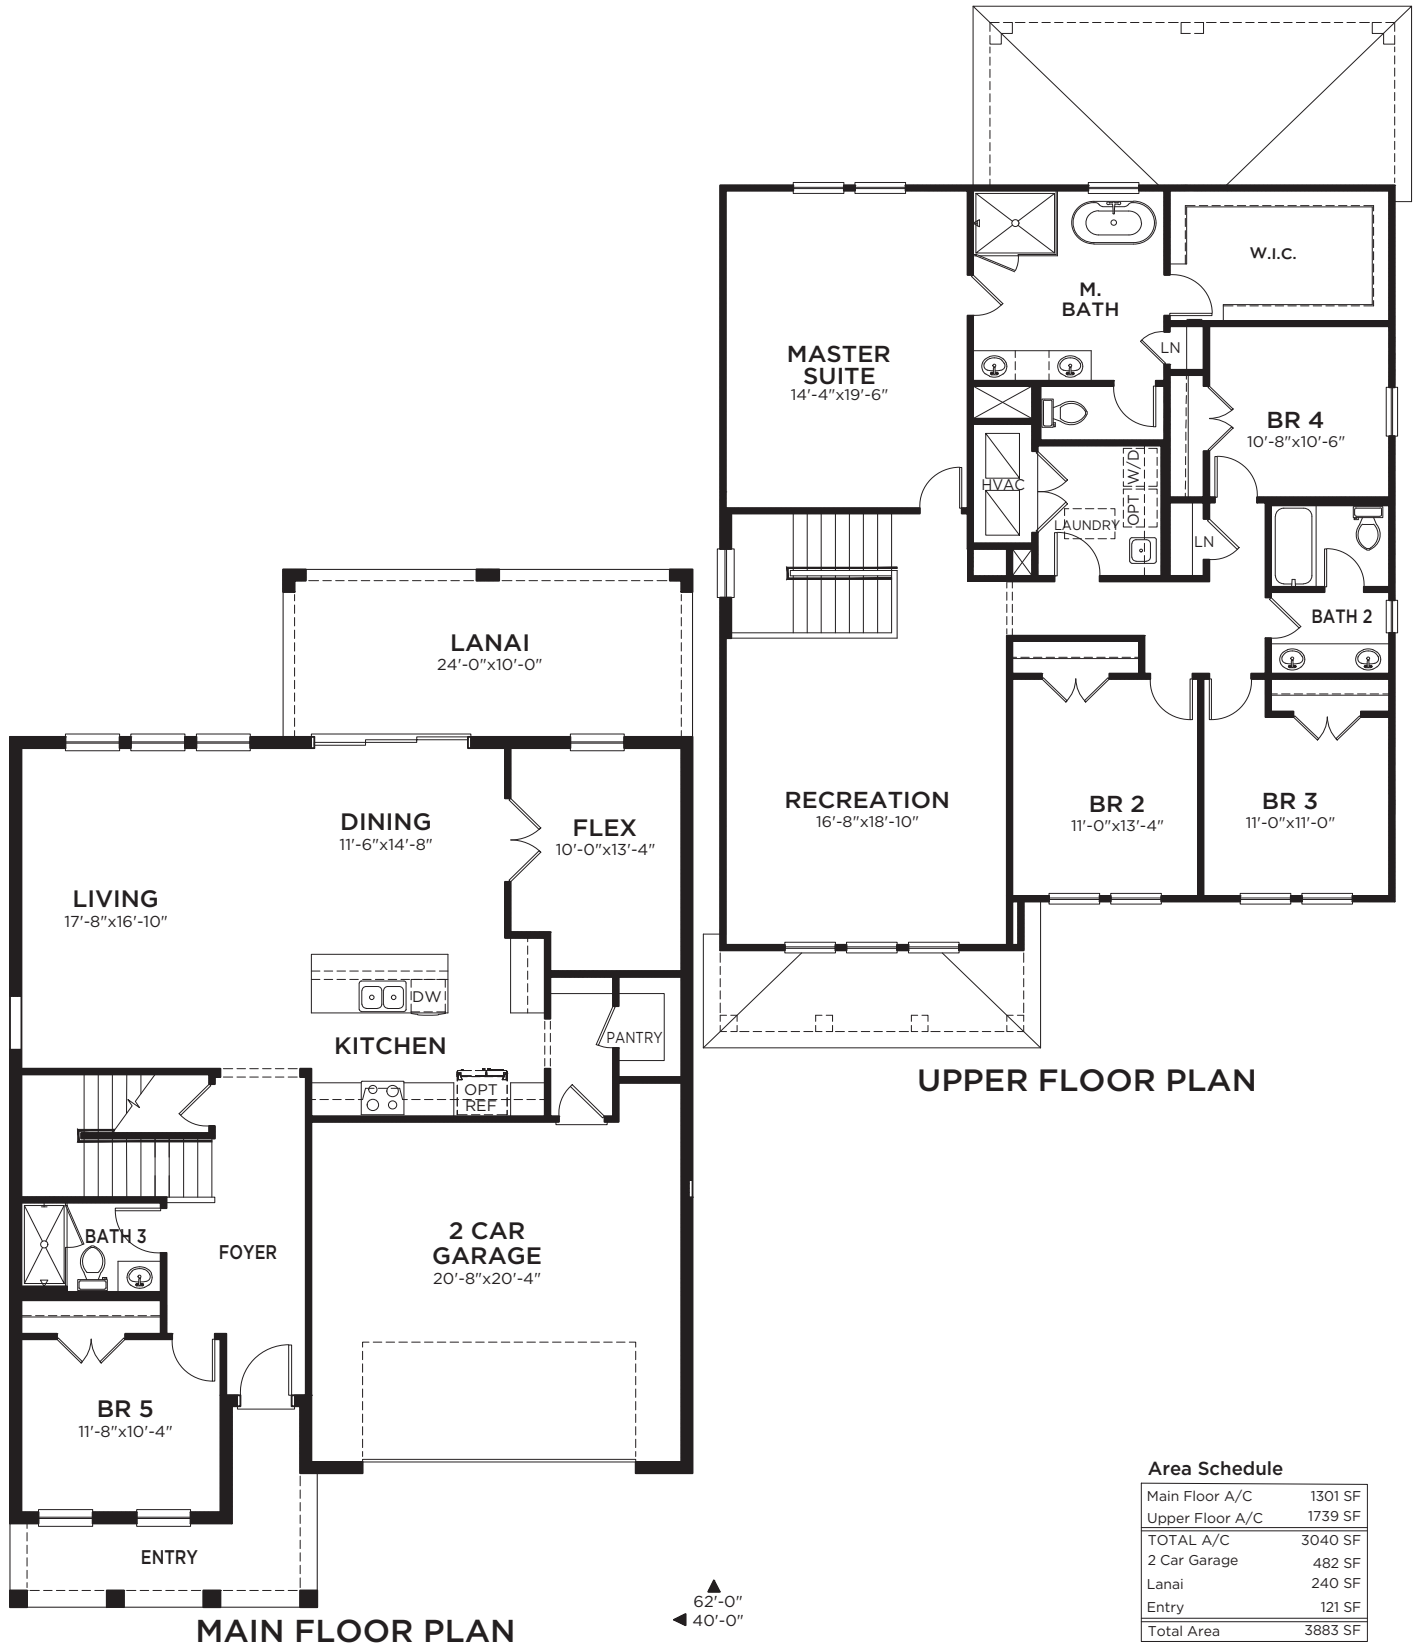 W.I.C.
M.
BATH
MASTER
SUITE
14'-4"x19'-6"
LN
BR 4
10'-8"x10'-6"
HVAC
OPT W/D
LAUNDRY
LN
BATH 2
RECREATION
16'-8"x18'-10"
BR 2
11'-0"x13'-4"
BR 3
11'-0"x11'-0"
UPPER FLOOR PLAN
LANAI
24'-0"x10'-0"
DINING
11'-6"x14'-8"
FLEX
10'-0"x13'-4"
LIVING
17'-8"x16'-10"
DW
KITCHEN
PANTRY
OPT
REF
BATH 3
FOYER
2 CAR
GARAGE
20'-8"x20'-4"
BR 5
11'-8"x10'-4"
ENTRY
MAIN FLOOR PLAN
62'-0"
40'-0"
Area Schedule
Main Floor A/C 1301 SF
Upper Floor A/C 1739 SF
TOTAL A/C 3040 SF
2 Car Garage 482 SF
Lanai 240 SF
Entry 121 SF
Total Area 3883 SF